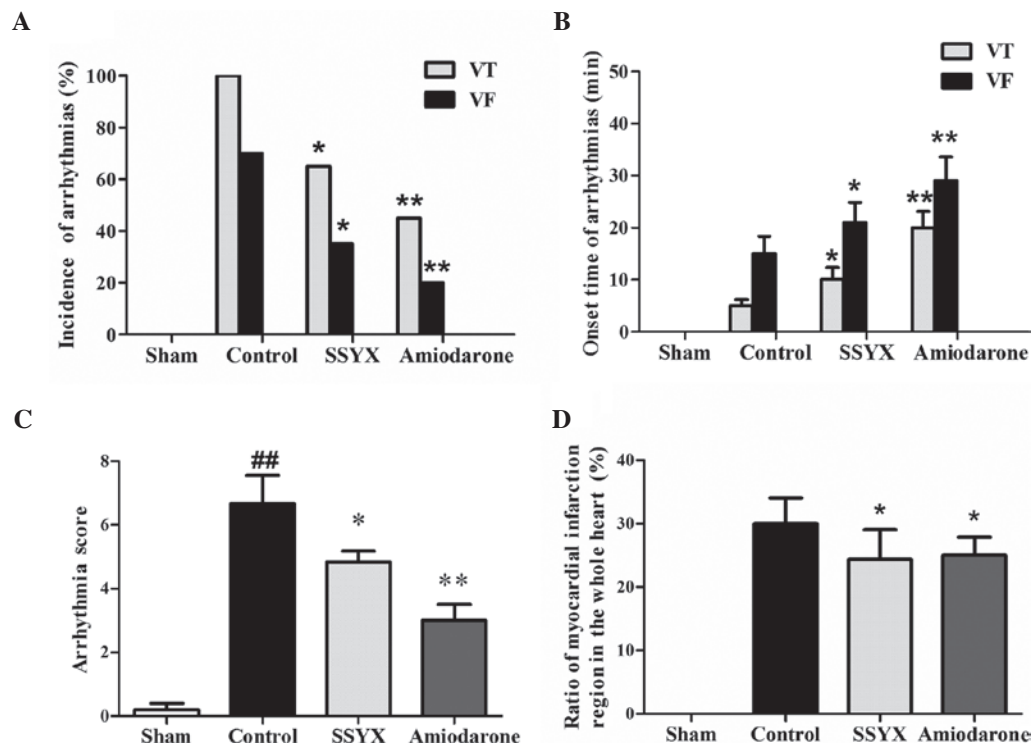 A
Incidence of arrhythmias (%)
100
80
60
40
20
0
VT
VF
*
*
**
**
Sham Control SSYX Amiodarone
B
Onset time of arrhythmias (min)
50
40
30
20
10
0
VT
VF
*
*
**
**
Sham Control SSYX Amiodarone
C
Arrhythmia score
8
6
4
2
0
##
*
**
Sham Control SSYX Amiodarone
D
Ratio of myocardial infarction
region in the whole heart (%)
40
30
20
10
0
*
*
Sham Control SSYX Amiodarone